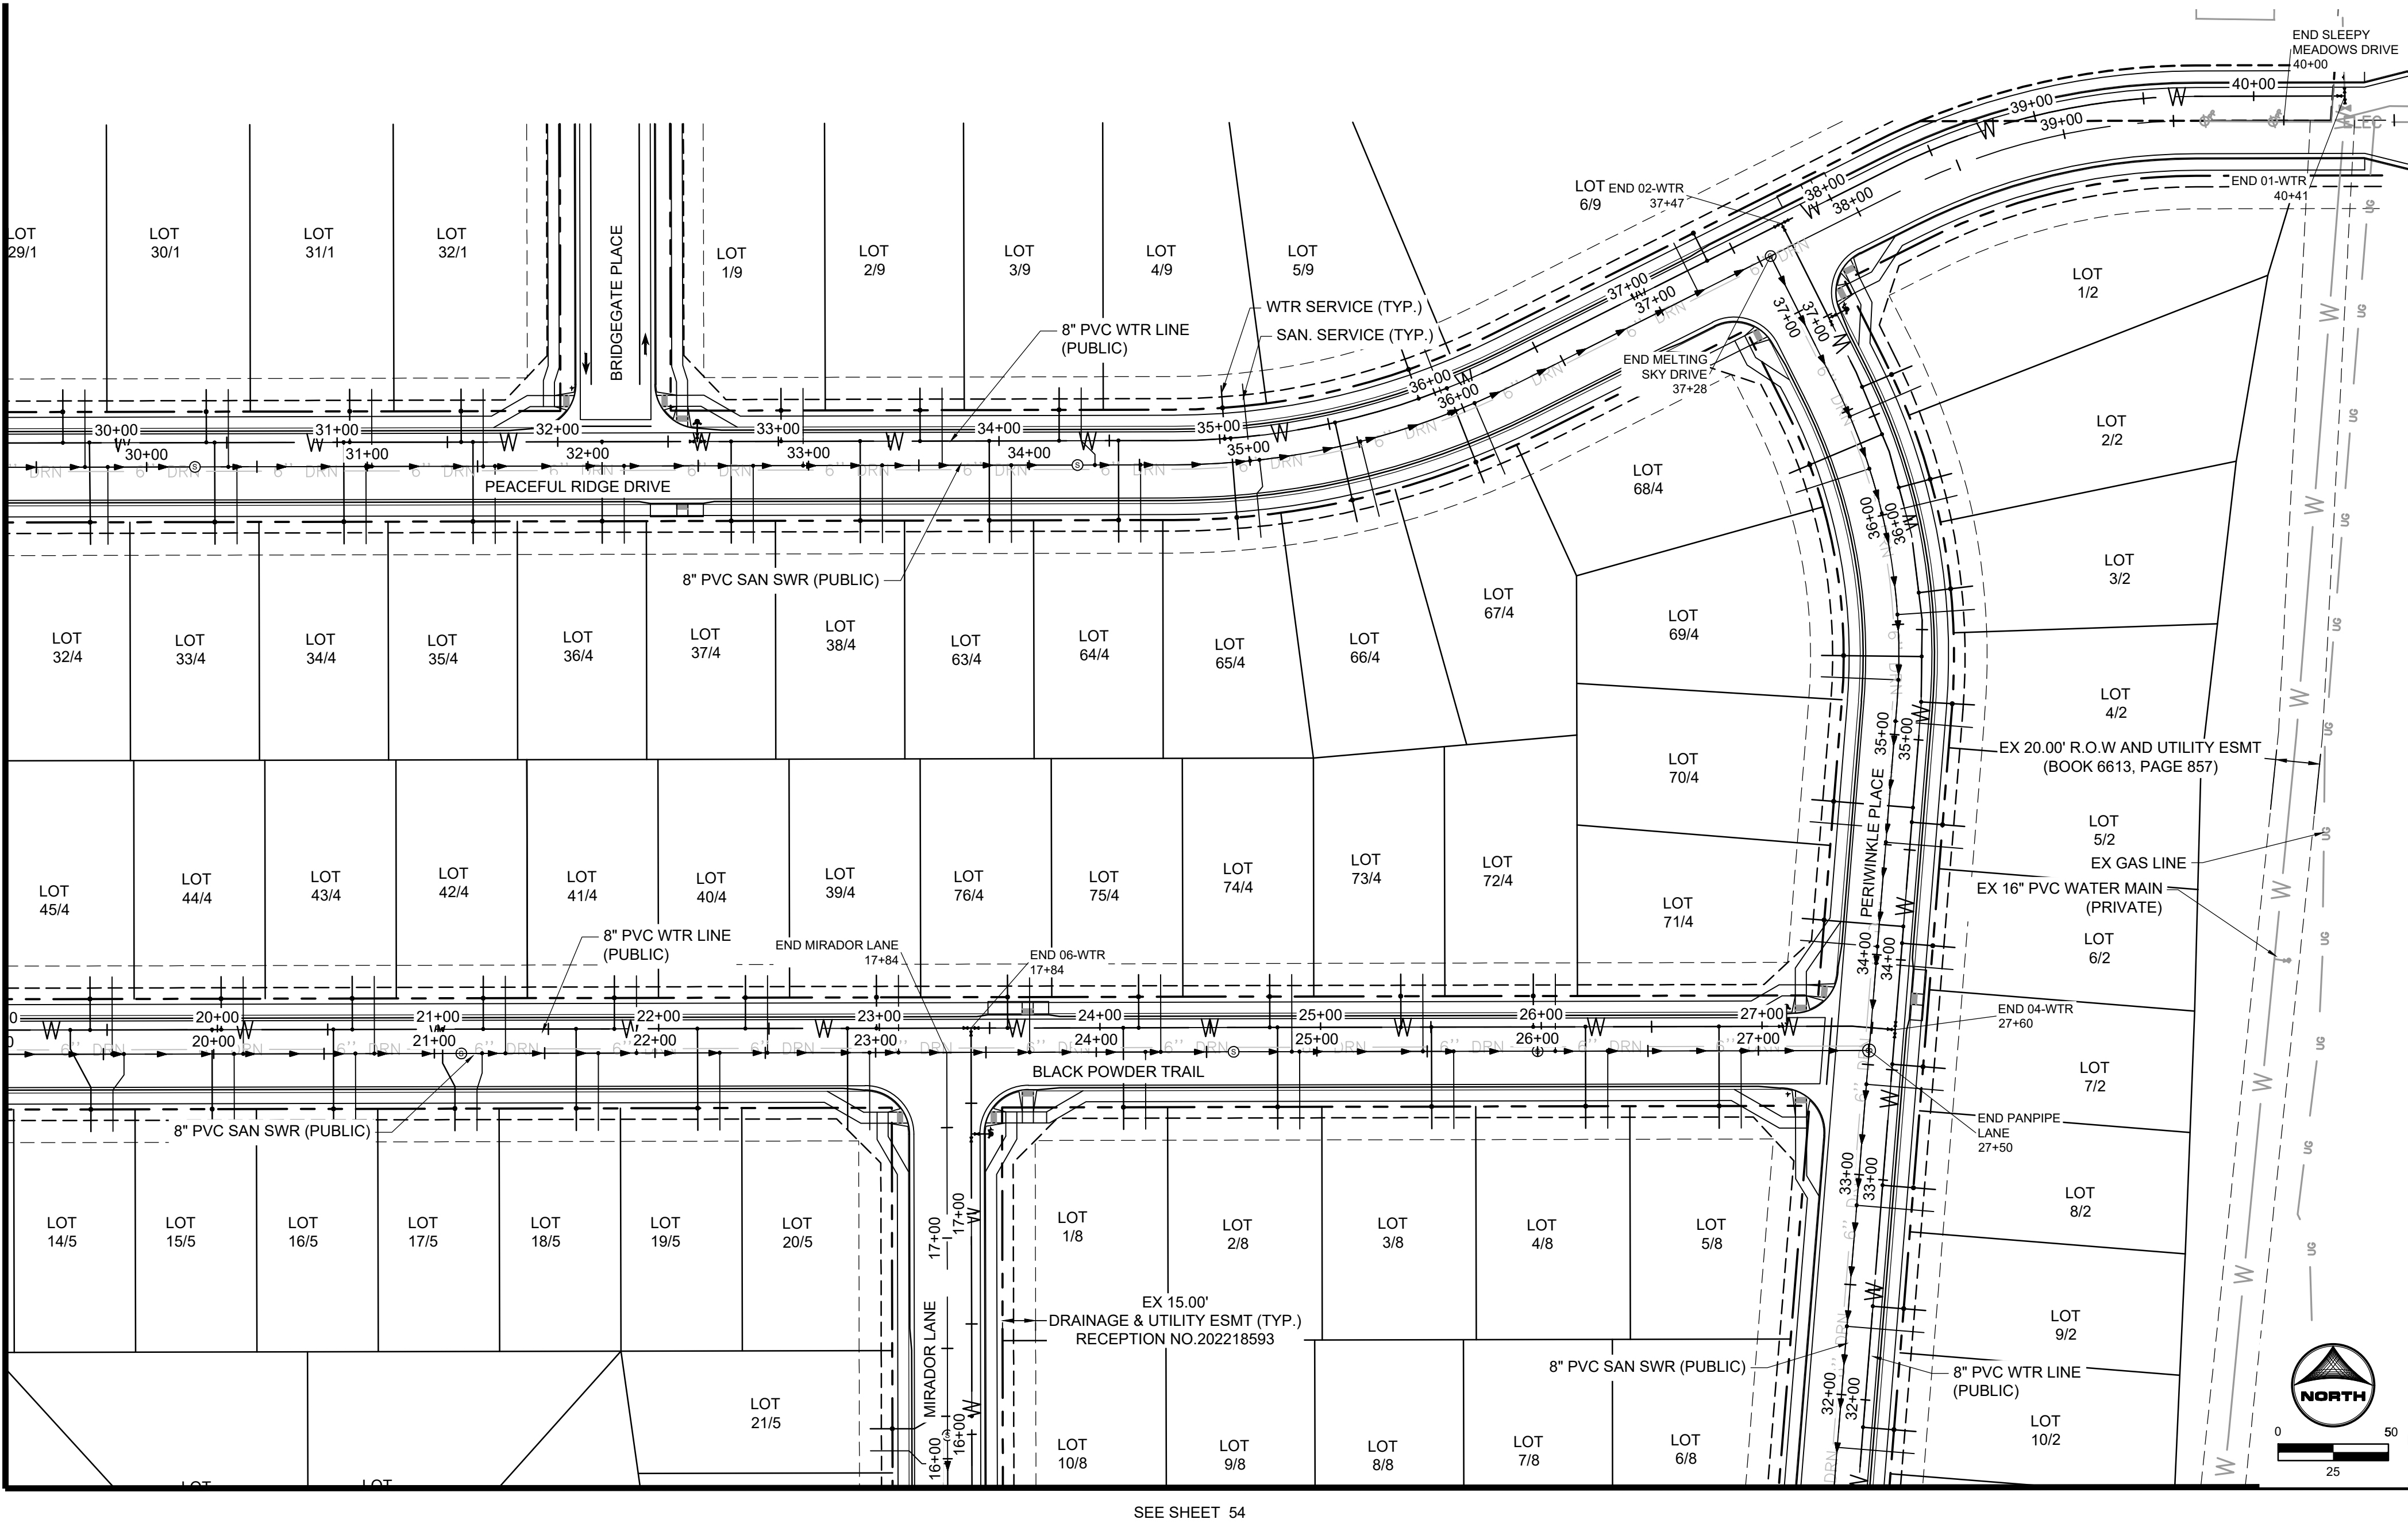 END SLEEPY
MEADOWS DRIVE
40+00
40+00
39+00
39+00
ELEC
END 01-WTR
40+41
LOT
6/9
END 02-WTR
37+47
38+00
38+00
LOT
29/1
LOT
30/1
LOT
31/1
LOT
32/1
BRIDGEGATE PLACE
LOT
1/9
LOT
2/9
LOT
3/9
LOT
4/9
LOT
5/9
LOT
1/2
WTR SERVICE (TYP.)
SAN. SERVICE (TYP.)
8" PVC WTR LINE
(PUBLIC)
37+00
37+00
37+00
37+00
END MELTING
SKY DRIVE
37+28
36+00
36+00
30+00
31+00
32+00
33+00
34+00
35+00
30+00
31+00
32+00
33+00
34+00
35+00
6'' DRN
PEACEFUL RIDGE DRIVE
8" PVC SAN SWR (PUBLIC)
LOT
2/2
LOT
68/4
36+00
36+00
LOT
3/2
LOT
32/4
LOT
33/4
LOT
34/4
LOT
35/4
LOT
36/4
LOT
37/4
LOT
38/4
LOT
63/4
LOT
64/4
LOT
65/4
LOT
66/4
LOT
67/4
LOT
69/4
LOT
4/2
35+00
35+00
EX 20.00' R.O.W AND UTILITY ESMT
(BOOK 6613, PAGE 857)
LOT
70/4
PERIWINKLE PLACE
LOT
5/2
EX GAS LINE
EX 16" PVC WATER MAIN
(PRIVATE)
UG
W
LOT
45/4
LOT
44/4
LOT
43/4
LOT
42/4
LOT
41/4
LOT
40/4
LOT
39/4
LOT
76/4
LOT
75/4
LOT
74/4
LOT
73/4
LOT
72/4
LOT
71/4
LOT
6/2
34+00
34+00
8" PVC WTR LINE
(PUBLIC)
END MIRADOR LANE
17+84
END 06-WTR
17+84
END 04-WTR
27+60
20+00
21+00
22+00
23+00
24+00
25+00
26+00
27+00
20+00
21+00
22+00
23+00
24+00
25+00
26+00
27+00
BLACK POWDER TRAIL
8" PVC SAN SWR (PUBLIC)
LOT
7/2
END PANPIPE
LANE
27+50
33+00
33+00
LOT
8/2
LOT
14/5
LOT
15/5
LOT
16/5
LOT
17/5
LOT
18/5
LOT
19/5
LOT
20/5
17+00
17+00
LOT
1/8
LOT
2/8
LOT
3/8
LOT
4/8
LOT
5/8
EX 15.00'
DRAINAGE & UTILITY ESMT (TYP.)
RECEPTION NO.202218593
MIRADOR LANE
8" PVC SAN SWR (PUBLIC)
LOT
9/2
8" PVC WTR LINE
(PUBLIC)
32+00
32+00
LOT
21/5
16+00
16+00
LOT
10/8
LOT
9/8
LOT
8/8
LOT
7/8
LOT
6/8
LOT
10/2
NORTH
0
50
25
SEE SHEET 54